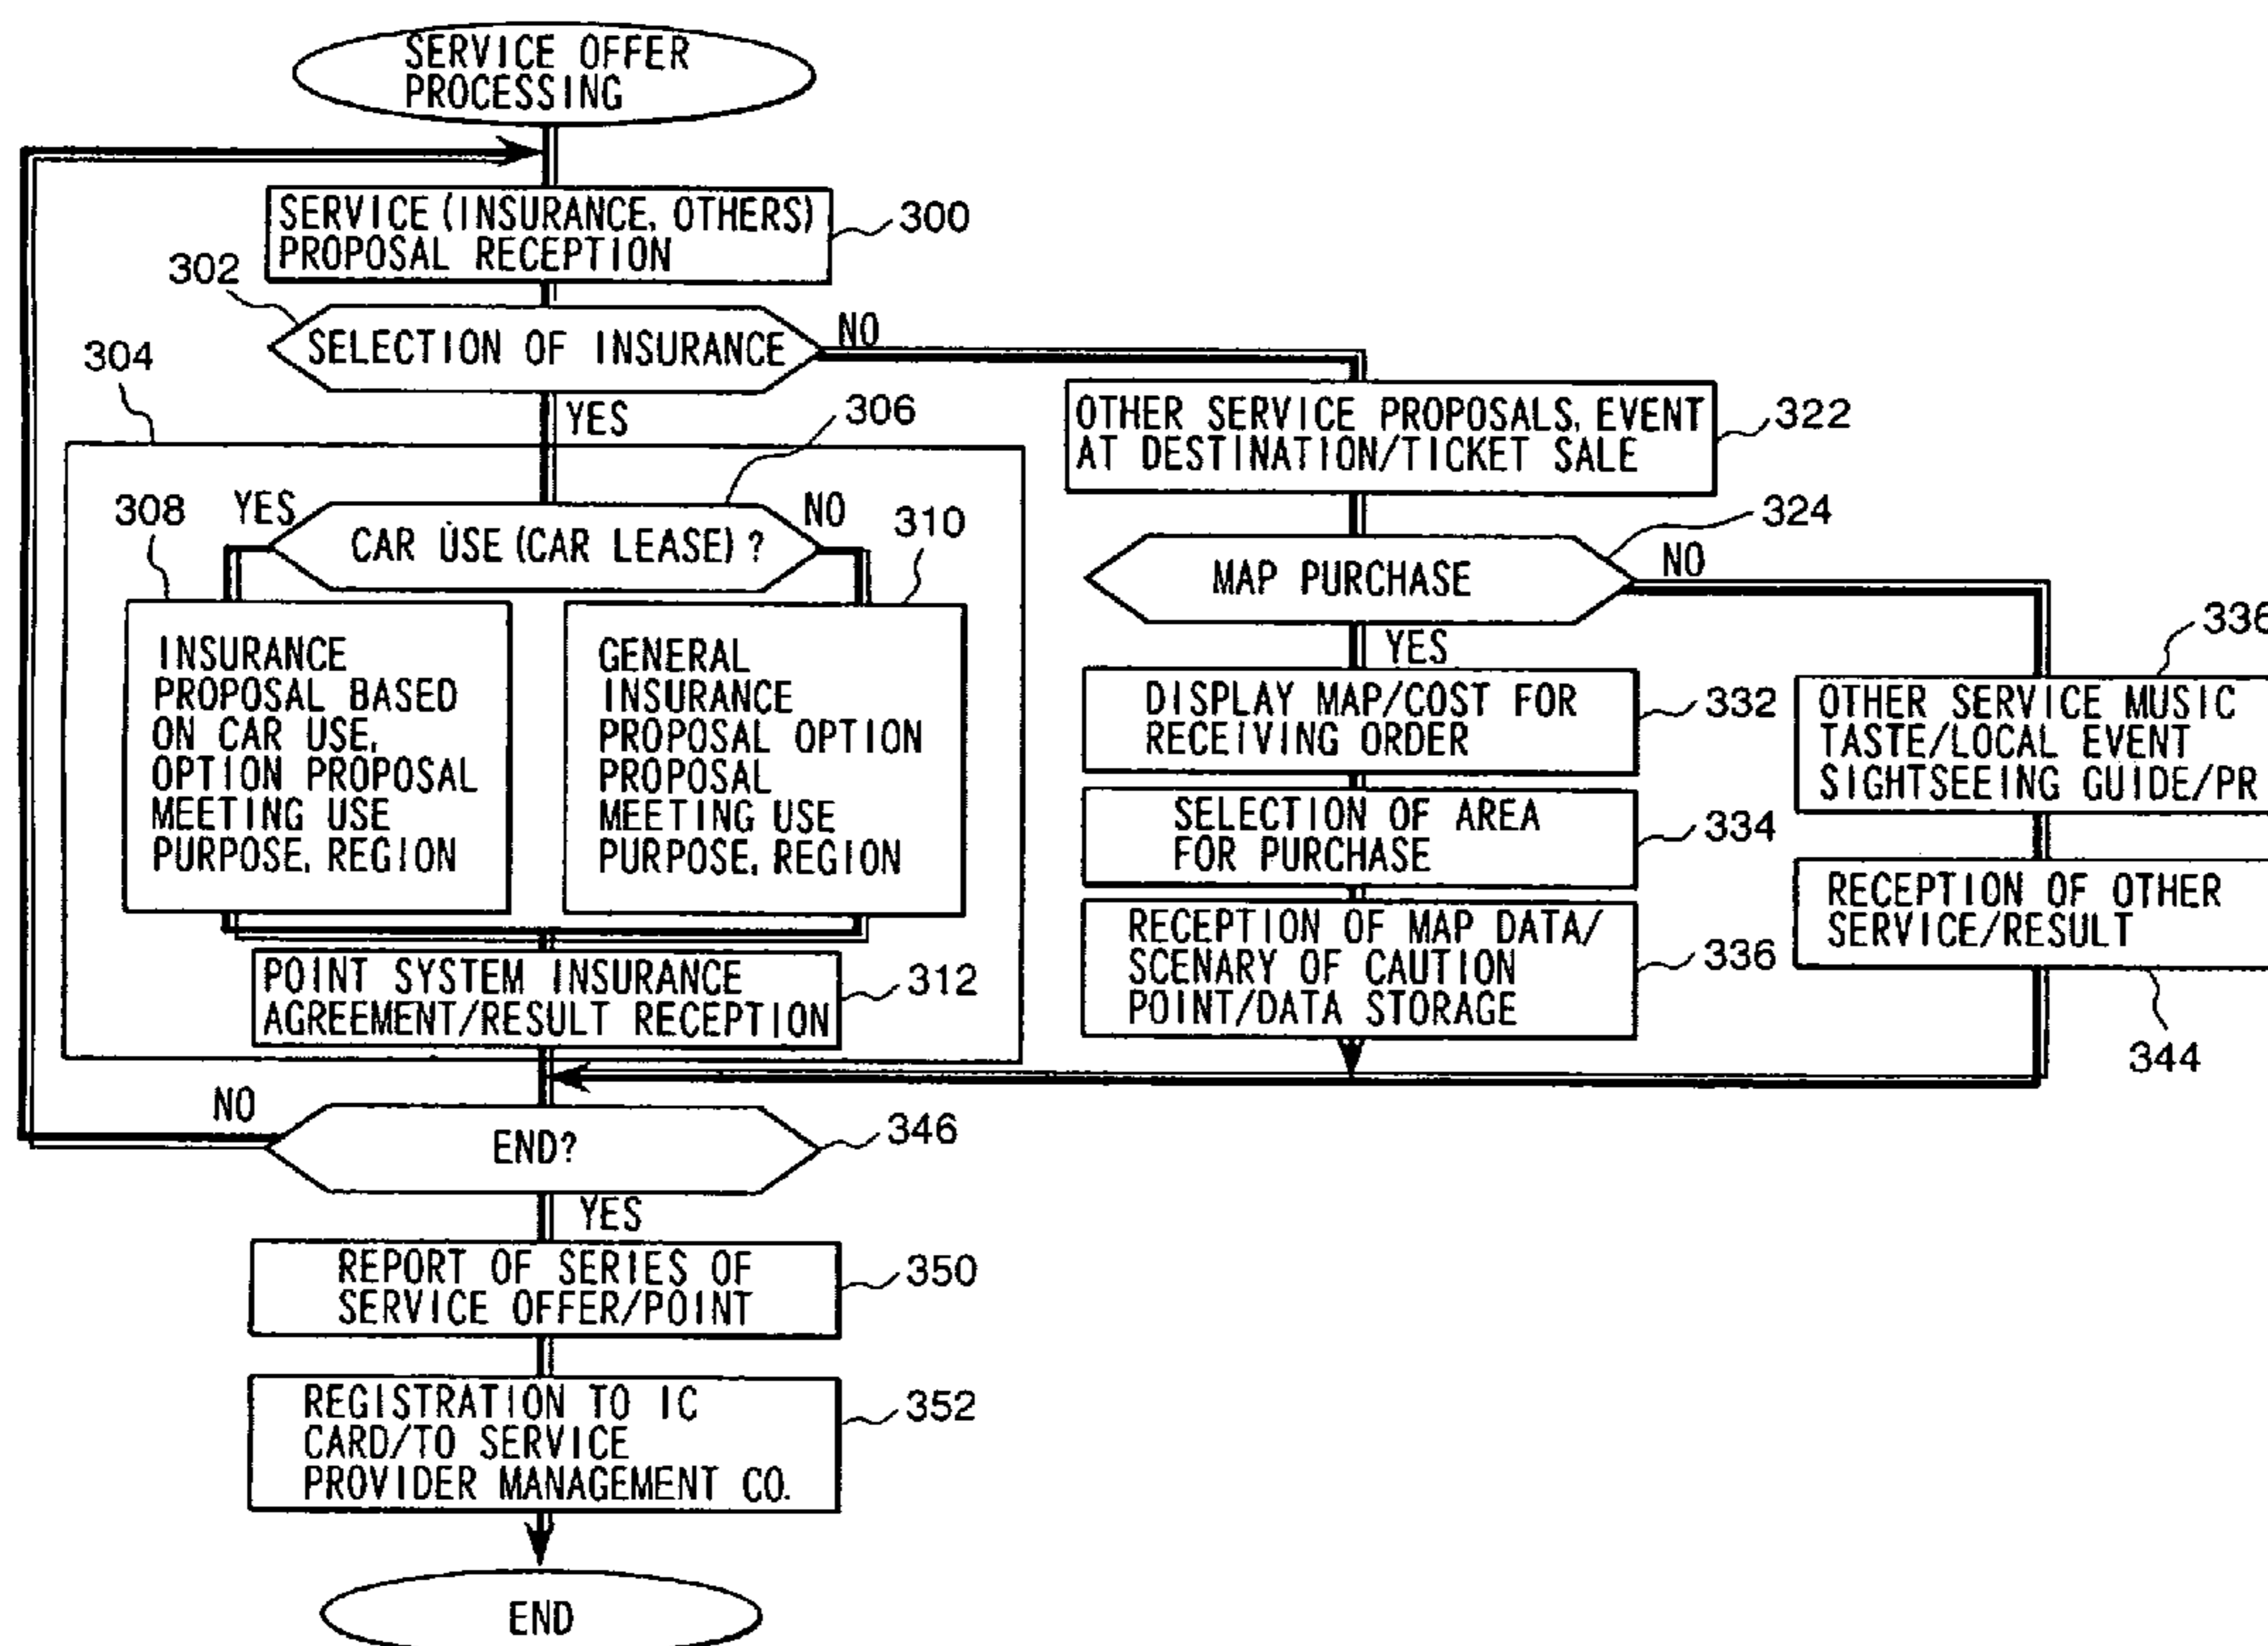 SERVICE OFFER
PROCESSING
SERVICE (INSURANCE, OTHERS)
PROPOSAL RECEPTION
300
302
SELECTION OF INSURANCE
NO
YES
304
306
CAR USE (CAR LEASE) ?
YES
NO
308
310
INSURANCE
PROPOSAL BASED
ON CAR USE,
OPTION PROPOSAL
MEETING USE
PURPOSE, REGION
GENERAL
INSURANCE
PROPOSAL OPTION
PROPOSAL
MEETING USE
PURPOSE, REGION
POINT SYSTEM INSURANCE
AGREEMENT/RESULT RECEPTION
312
OTHER SERVICE PROPOSALS, EVENT
AT DESTINATION/TICKET SALE
322
324
MAP PURCHASE
NO
YES
DISPLAY MAP/COST FOR
RECEIVING ORDER
332
SELECTION OF AREA
FOR PURCHASE
334
RECEPTION OF MAP DATA/
SCENARY OF CAUTION
POINT/DATA STORAGE
336
OTHER SERVICE MUSIC
TASTE/LOCAL EVENT
SIGHTSEEING GUIDE/PR
RECEPTION OF OTHER
SERVICE/RESULT
344
NO
END?
346
YES
REPORT OF SERIES OF
SERVICE OFFER/POINT
350
REGISTRATION TO IC
CARD/TO SERVICE
PROVIDER MANAGEMENT CO.
352
END